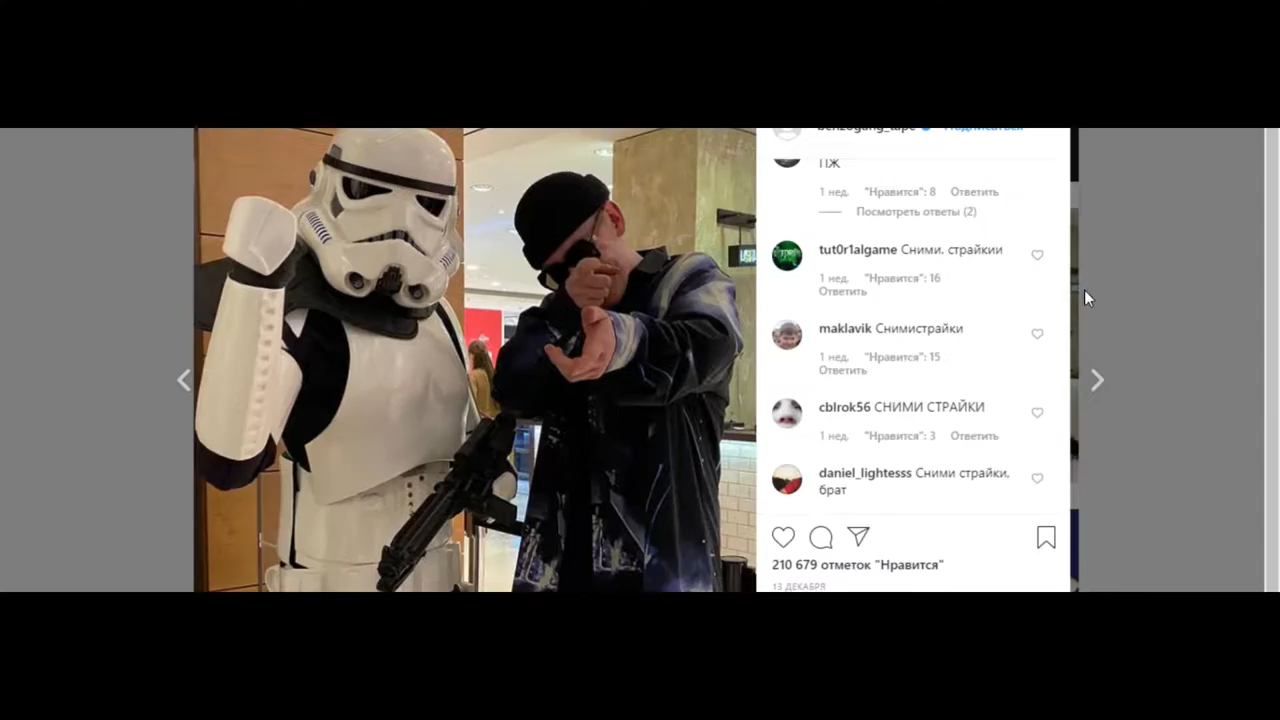 benzogang_tape Подписаться
ПЖ
1 нед. "Нравится": 8 Ответить
Посмотреть ответы (2)
tut0r1algame Сними. страйкии
1 нед. "Нравится": 16
Ответить
maklavik Снимистрайки
1 нед. "Нравится": 15
Ответить
cblrok56 СНИМИ СТРАЙКИ
1 нед. "Нравится": 3 Ответить
daniel_lightesss Сними страйки,
брат
210 679 отметок "Нравится"
13 ДЕКАБРЯ